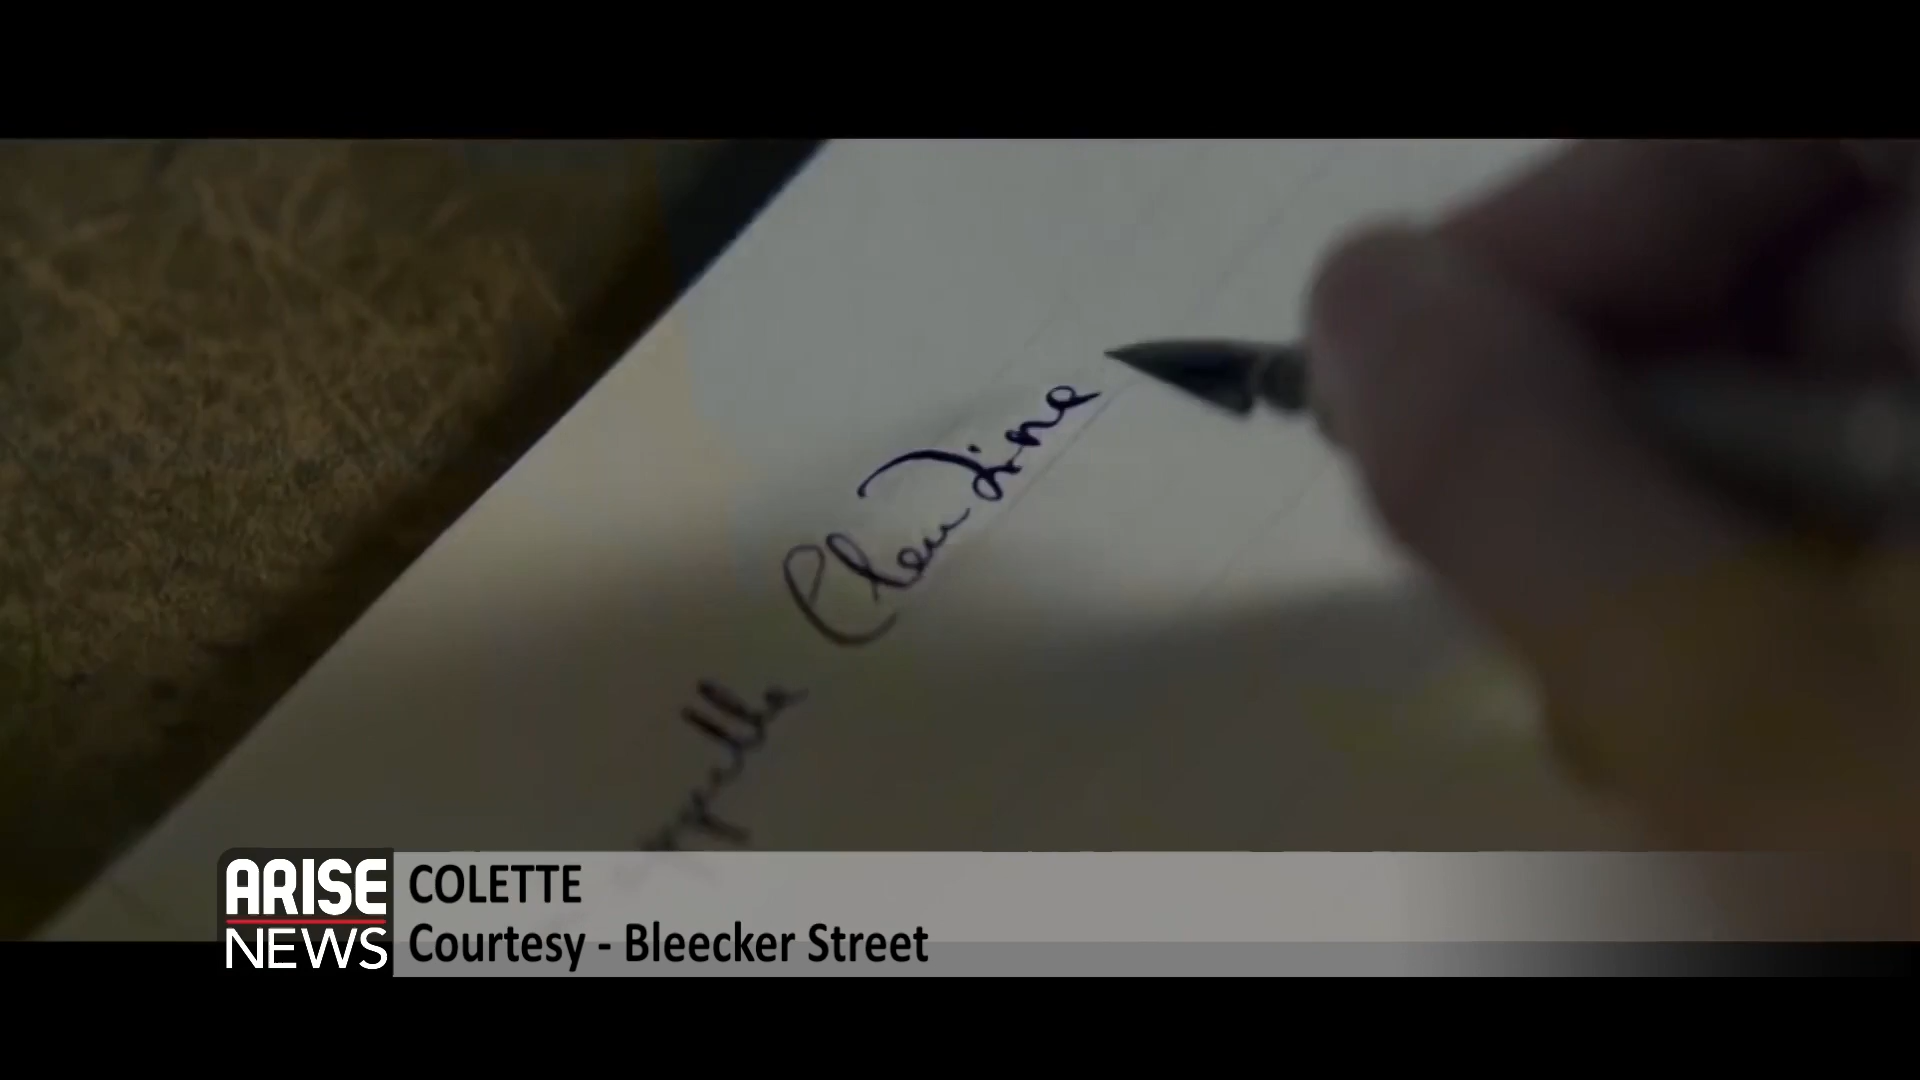 Claudine
ARISE
NEWS
COLETTE
Courtesy - Bleecker Street